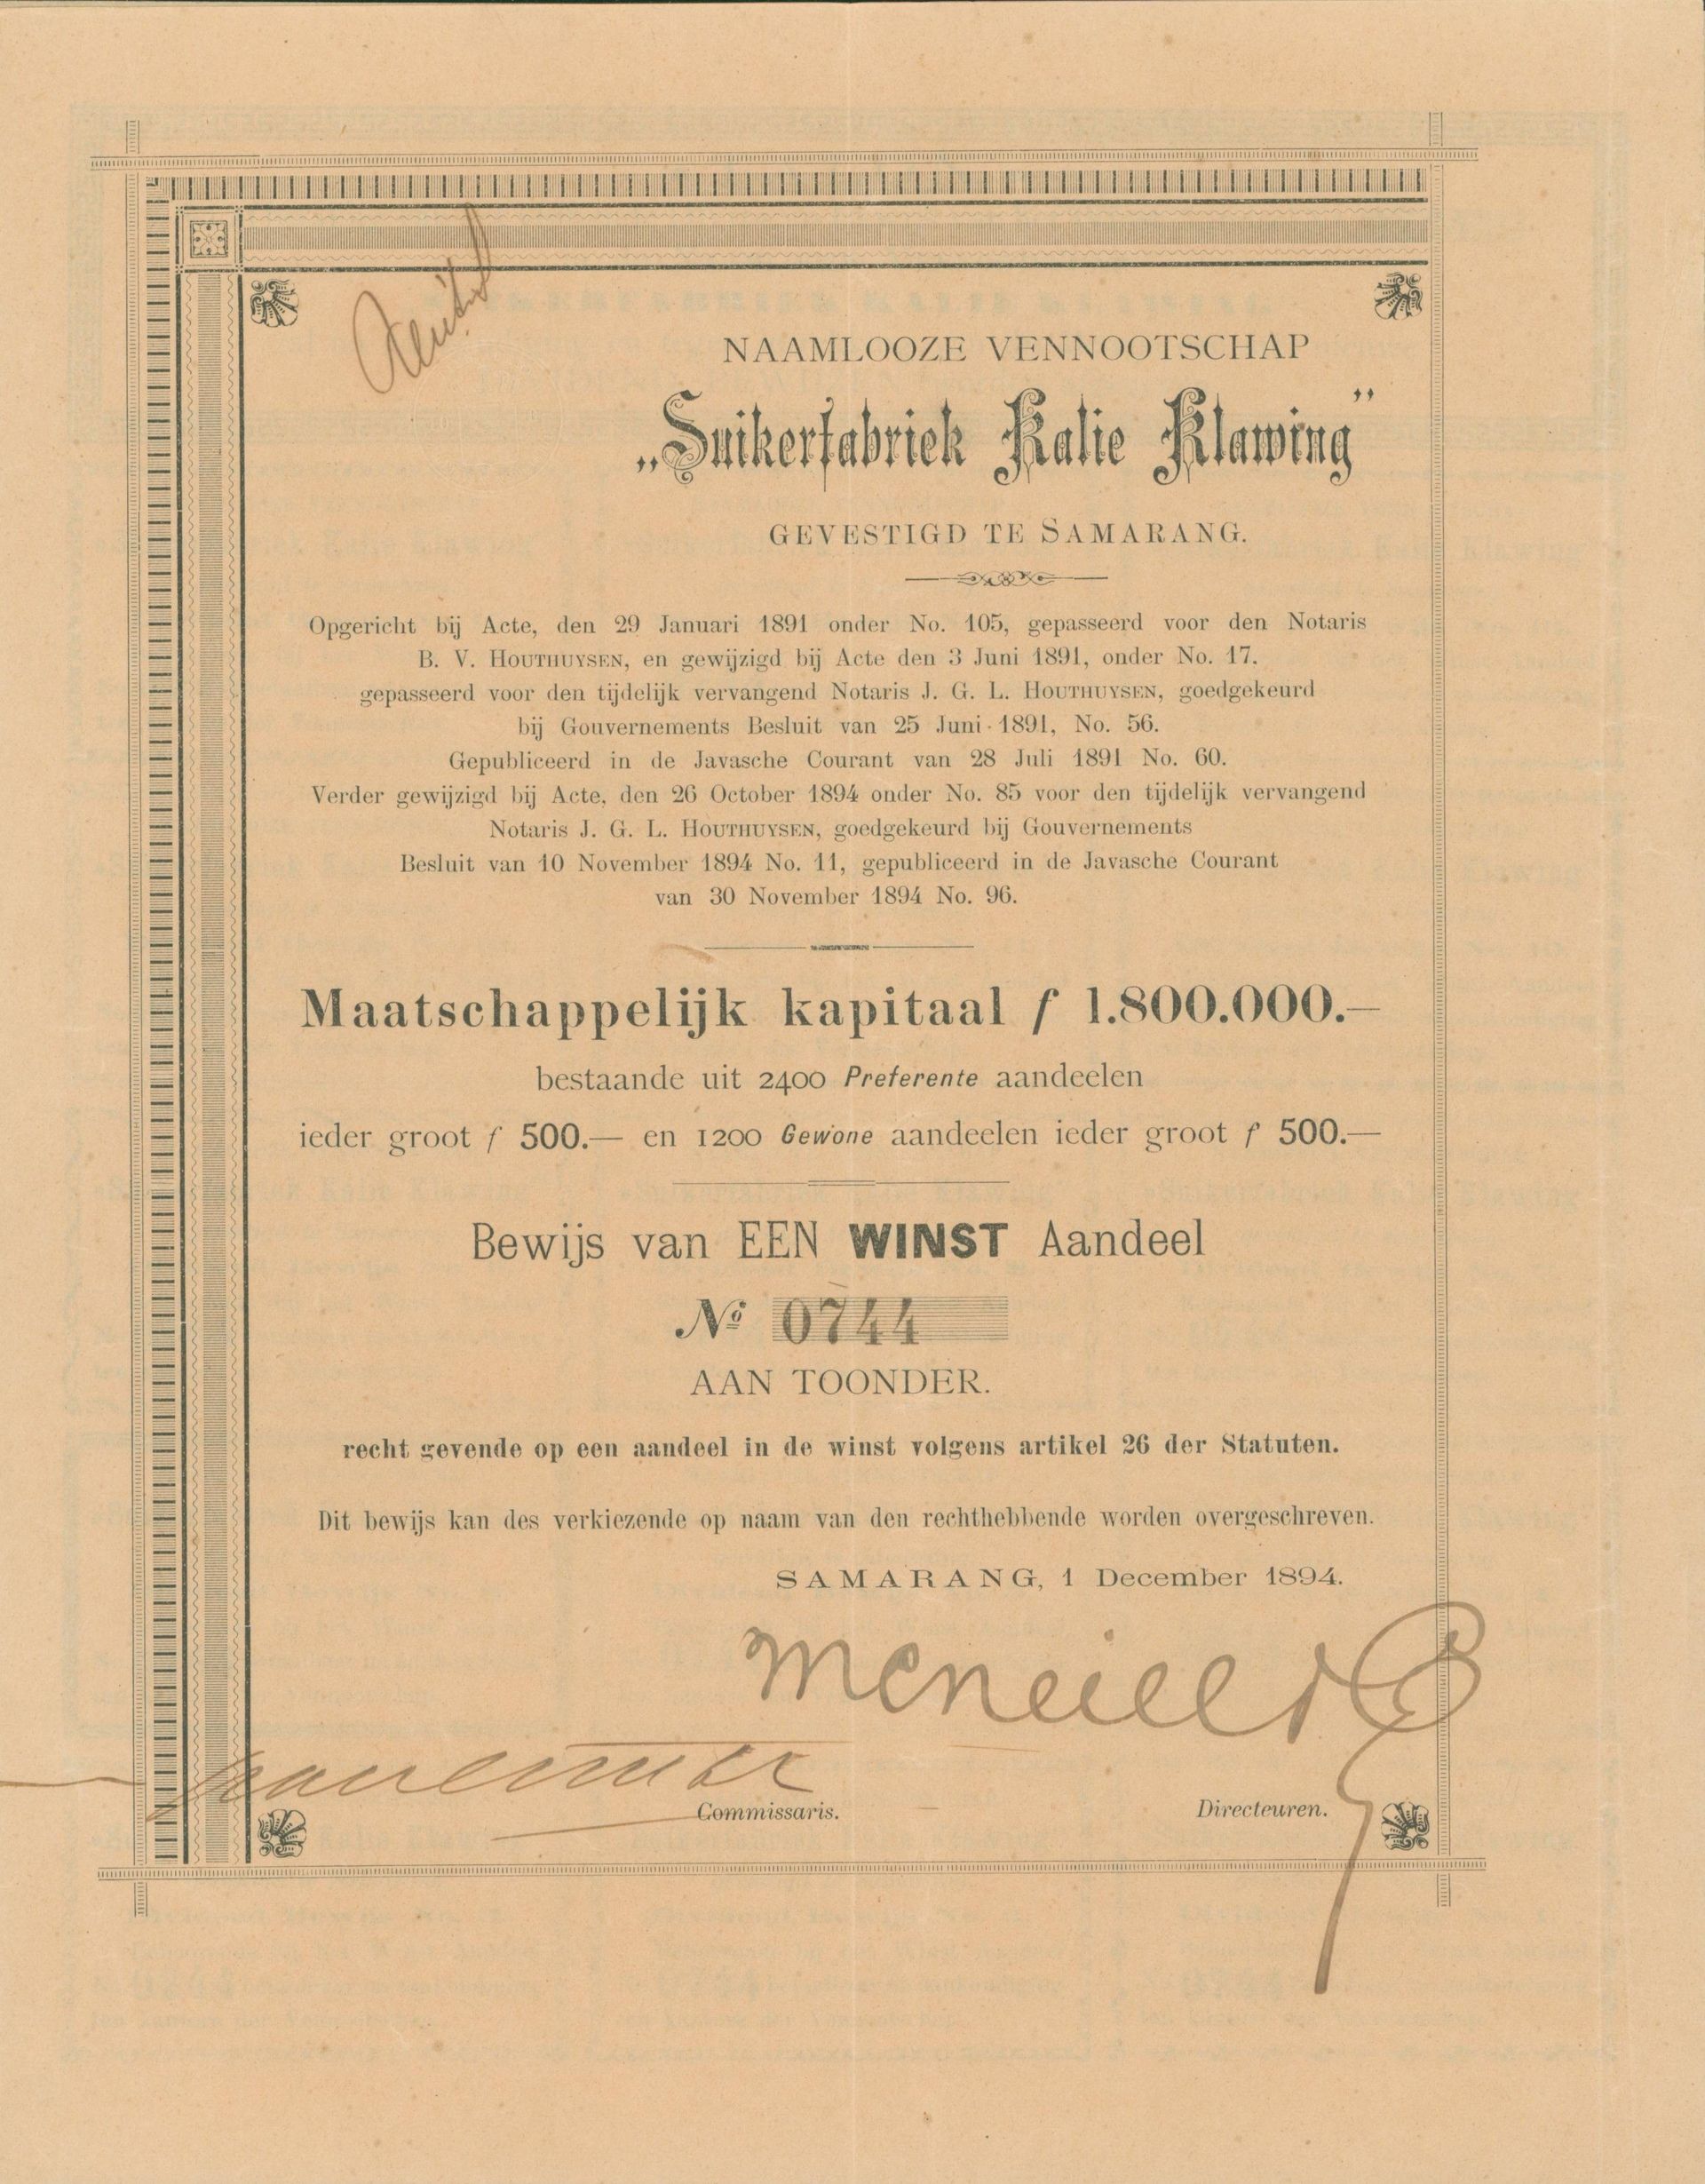 NAAMLOOZE VENNOOTSCHAP
„Suikerfabriek Kalie Klawing”
GEVESTIGD TE SAMARANG.
Opgericht bij Acte, den 29 Januari 1891 onder No. 105, gepasseerd voor den Notaris
B. V. HOUTHUYSEN, en gewijzigd bij Acte den 3 Juni 1891, onder No. 17.
gepasseerd voor den tijdelijk vervangend Notaris J. G. L. HOUTHUYSEN, goedgekeurd
bij Gouvernements Besluit van 25 Juni 1891, No. 56.
Gepubliceerd in de Javasche Courant van 28 Juli 1891 No. 60.
Verder gewijzigd bij Acte, den 26 October 1894 onder No. 85 voor den tijdelijk vervangend
Notaris J. G. L. HOUTHUYSEN, goedgekeurd bij Gouvernements
Besluit van 10 November 1894 No. 11, gepubliceerd in de Javasche Courant
van 30 November 1894 No. 96.
Maatschappelijk kapitaal ƒ 1.800.000.—
bestaande uit 2400 Preferente aandeelen
ieder groot ƒ 500.— en 1200 Gewone aandeelen ieder groot ƒ 500.—
Bewijs van EEN WINST Aandeel
No 0744
AAN TOONDER.
recht gevende op een aandeel in de winst volgens artikel 26 der Statuten.
Dit bewijs kan des verkiezende op naam van den rechthebbende worden overgeschreven.
SAMARANG, 1 December 1894.
McNeill & Co
Commissaris.
Directeuren.